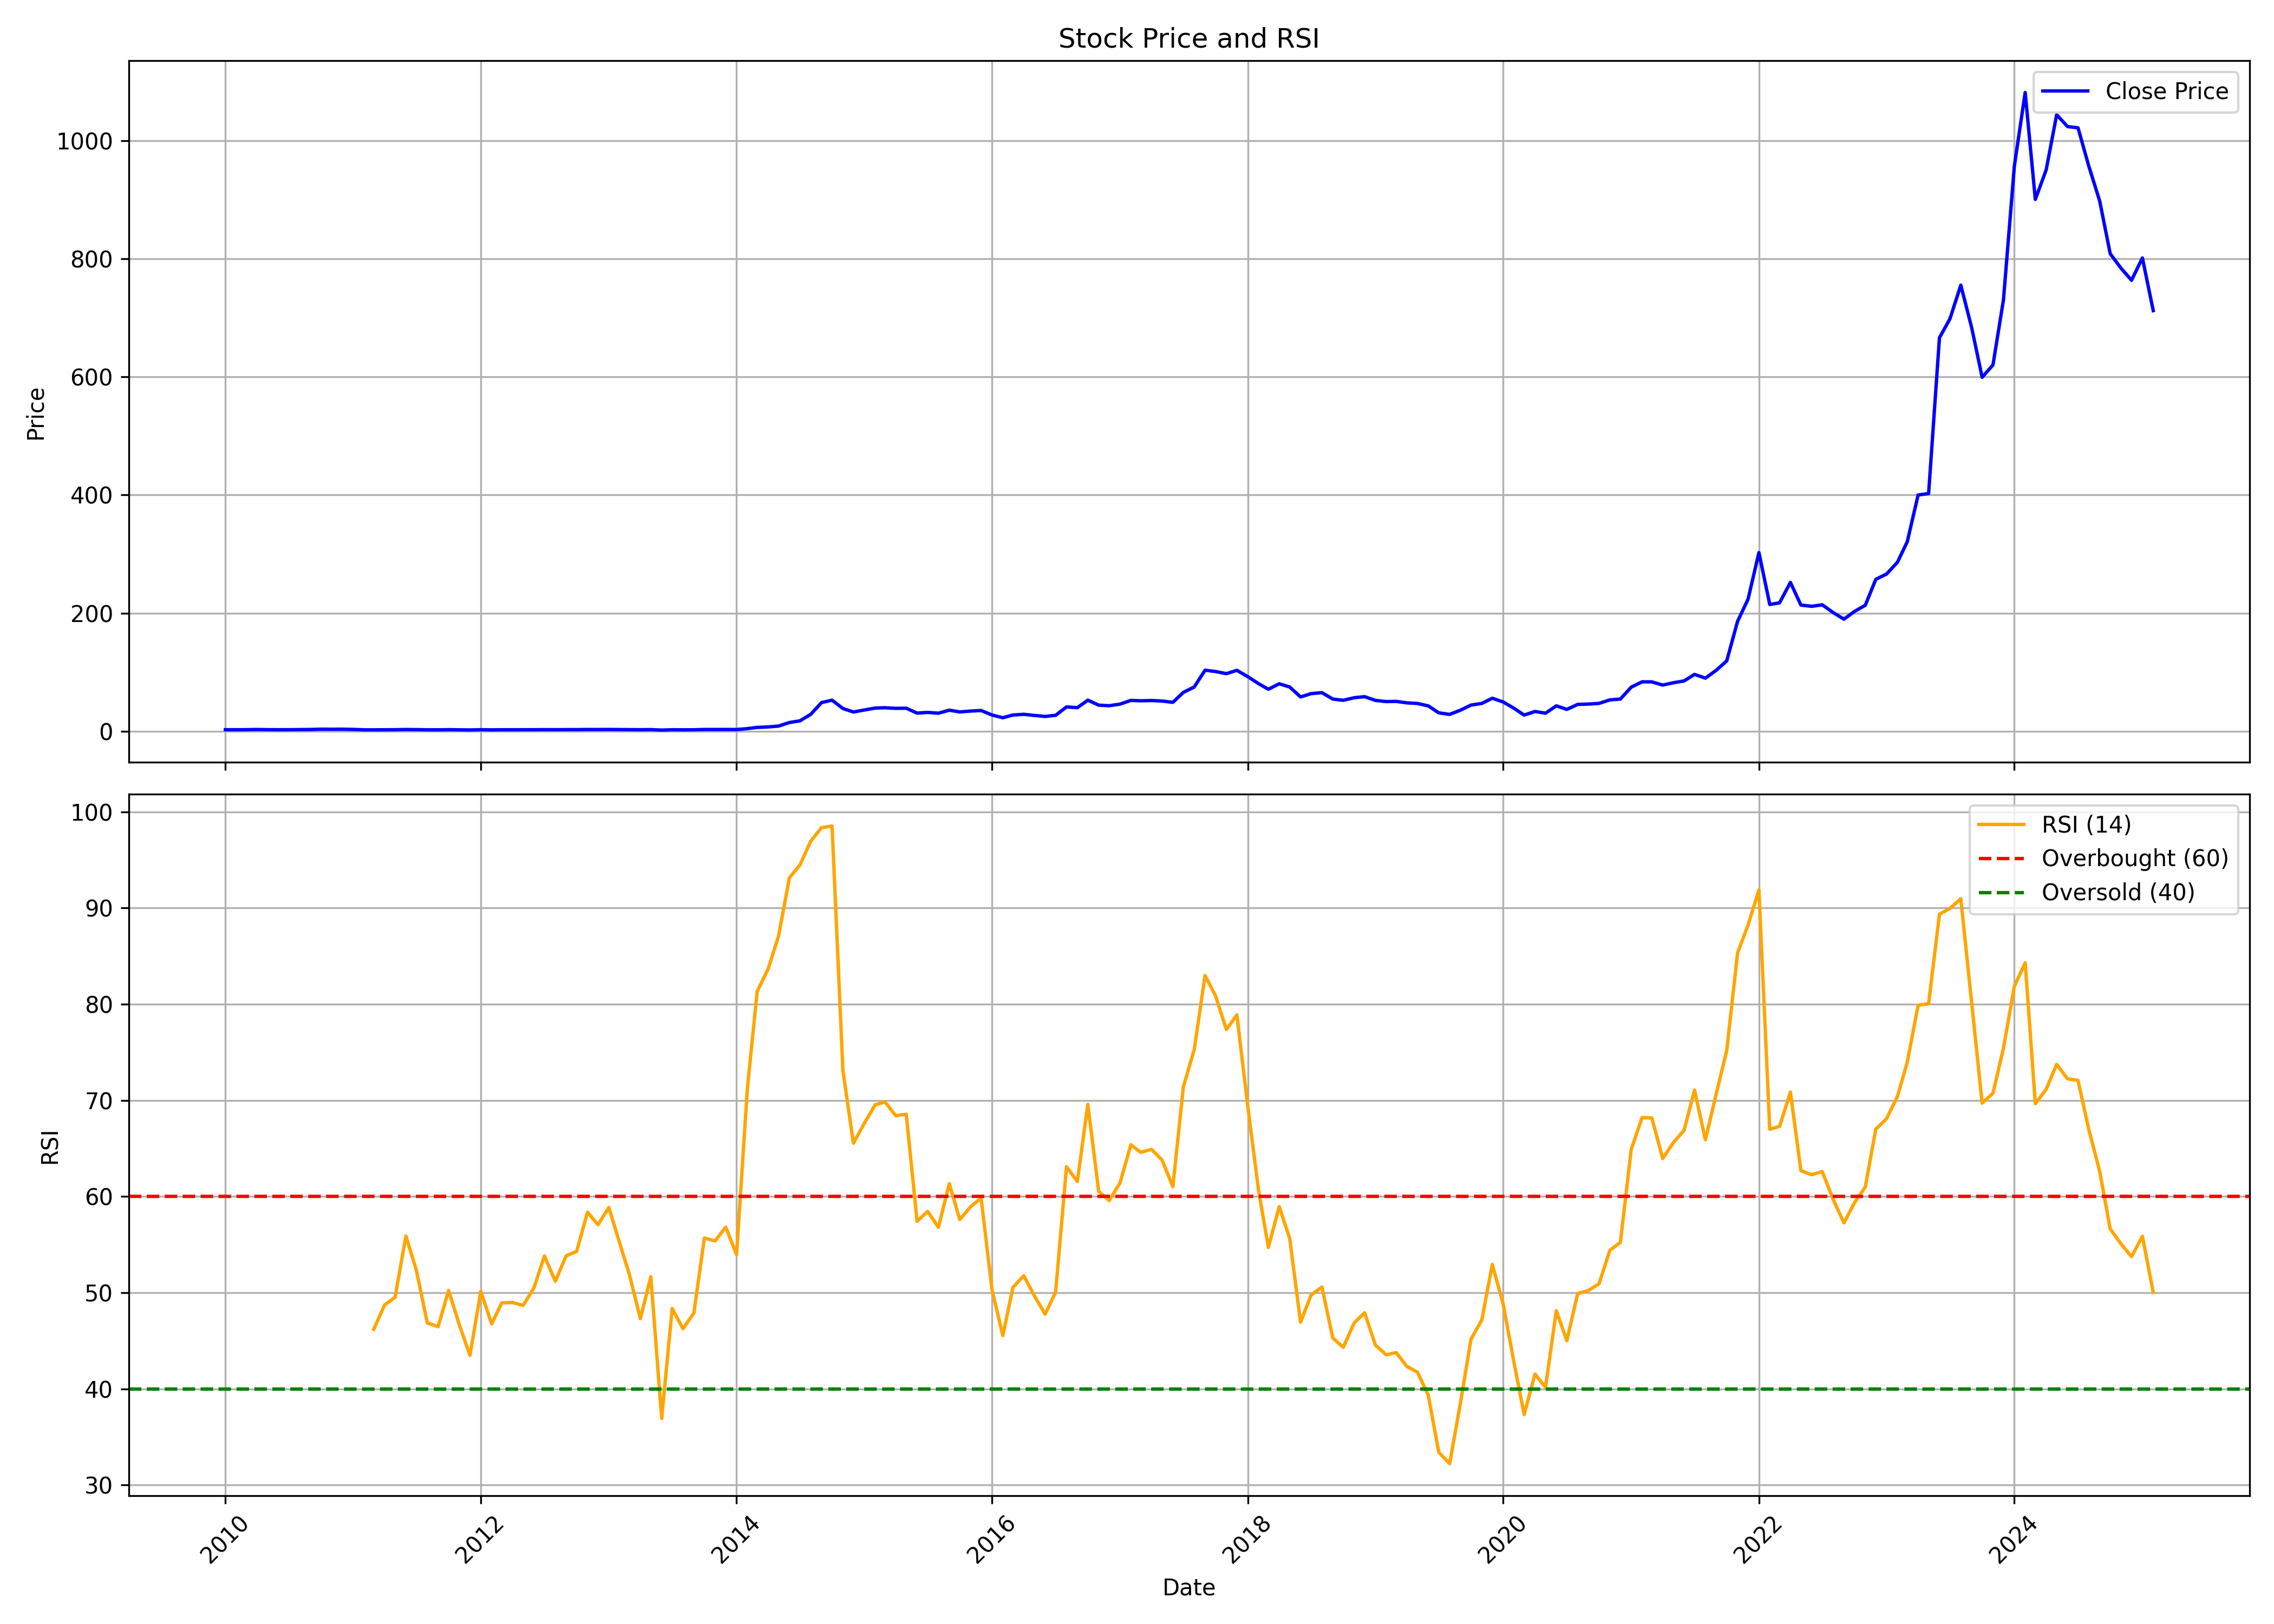 Stock Price and RSI
Close Price
1000
800
600
400
200
0
Price
100
90
80
70
60
50
40
30
RSI
RSI (14)
Overbought (60)
Oversold (40)
2010
2012
2014
2016
2018
2020
2022
2024
Date